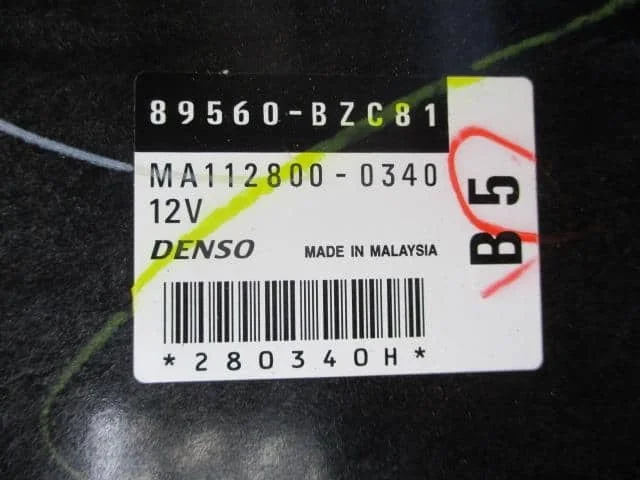 89560-BZC81
MA112800-0340
12V
DENSO MADE IN MALAYSIA
*280340H*
B5